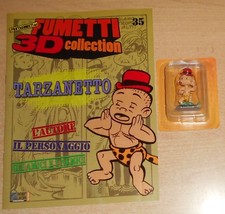 FUMETTI
35
3D collection
TARZANETTO
L'AUTORE
IL PERSONAGGIO